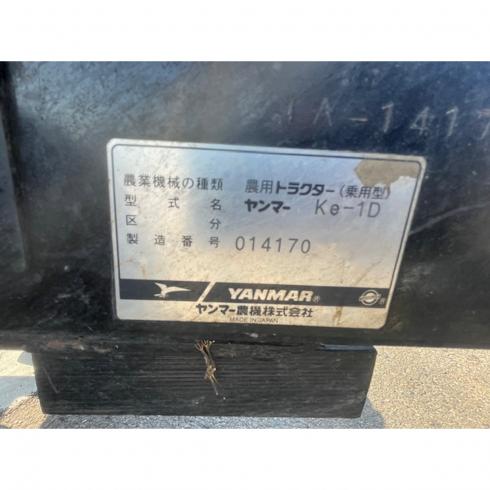 農業機械の種類 農用トラクター(乗用型)
型式名 ヤンマー Ke-1D
区分
製造番号 014170
YANMAR®
ヤンマー農機株式会社
MADE IN JAPAN